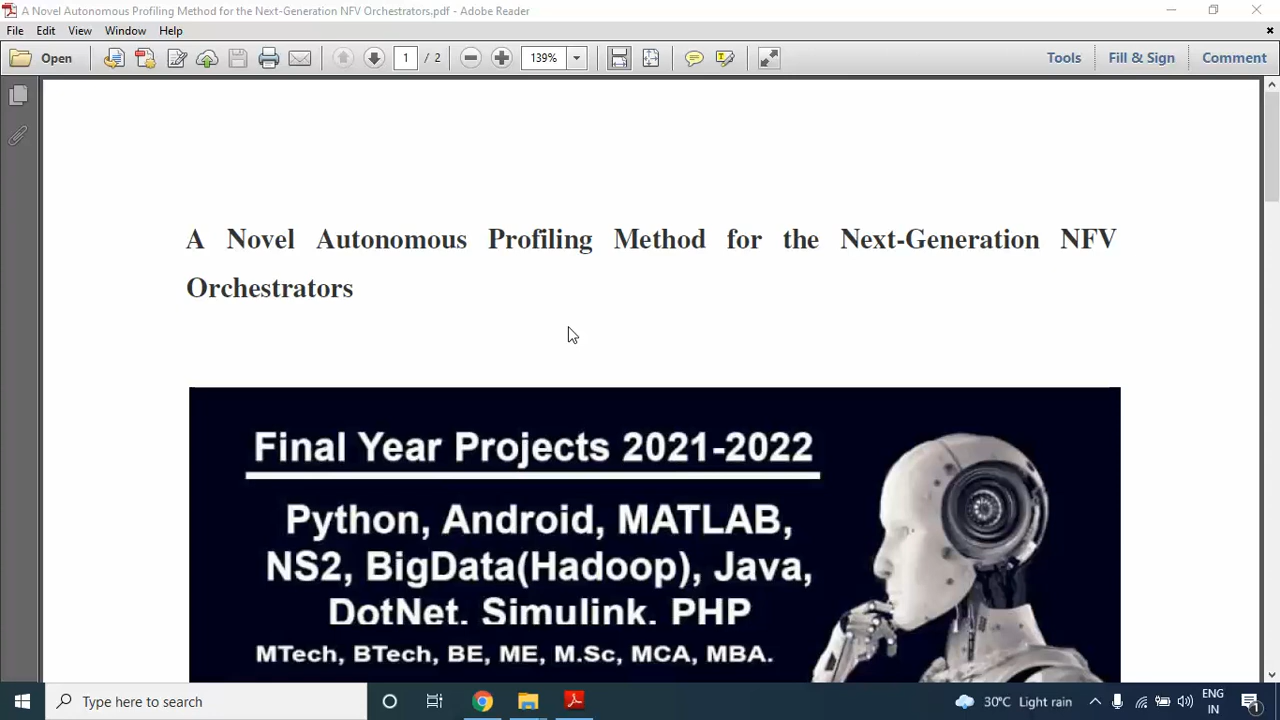 A Novel Autonomous Profiling Method for the Next-Generation NFV Orchestrators.pdf - Adobe Reader
File Edit View Window Help
Open 1 / 2 139% Tools Fill & Sign Comment
A Novel Autonomous Profiling Method for the Next-Generation NFV
Orchestrators
Final Year Projects 2021-2022
Python, Android, MATLAB,
NS2, BigData(Hadoop), Java,
DotNet. Simulink. PHP
MTech, BTech, BE, ME, M.Sc, MCA, MBA.
Type here to search 30°C Light rain ENG
IN 1